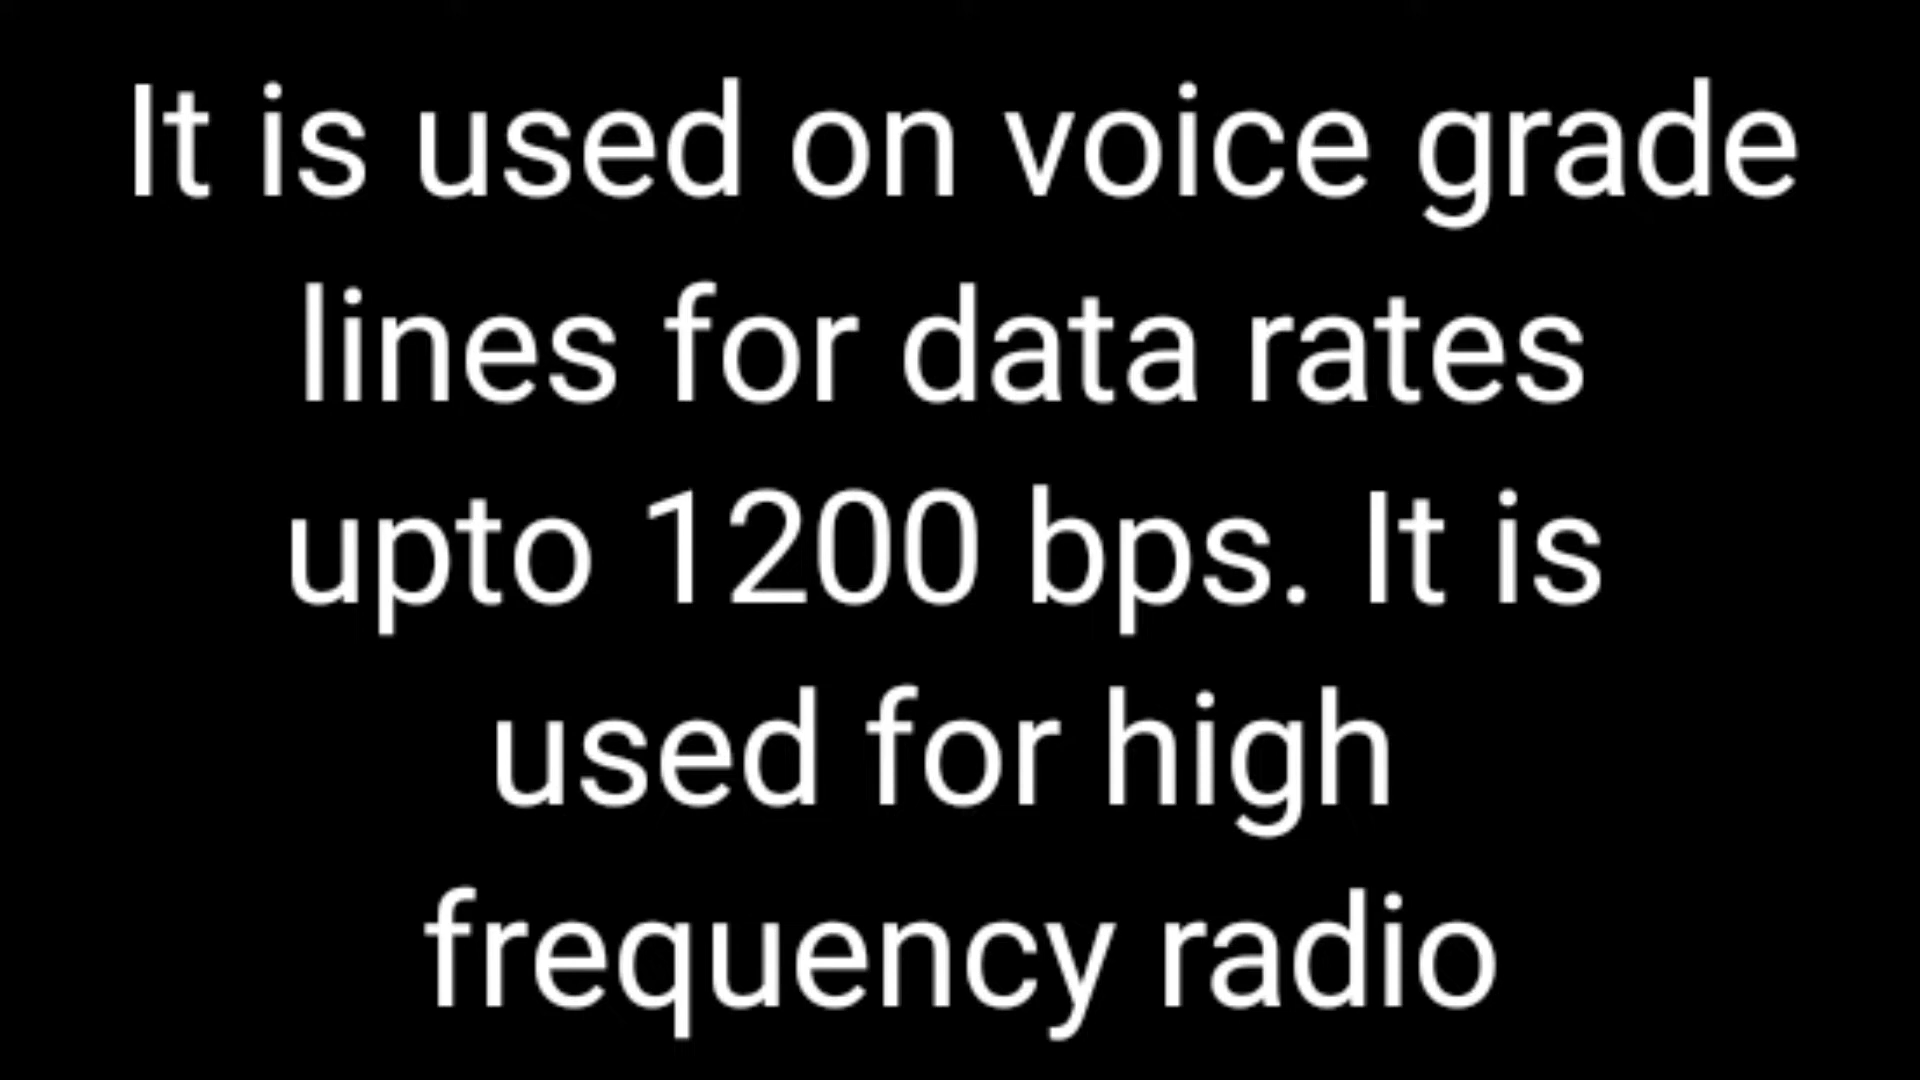 It is used on voice grade
lines for data rates
upto 1200 bps. It is
used for high
frequency radio